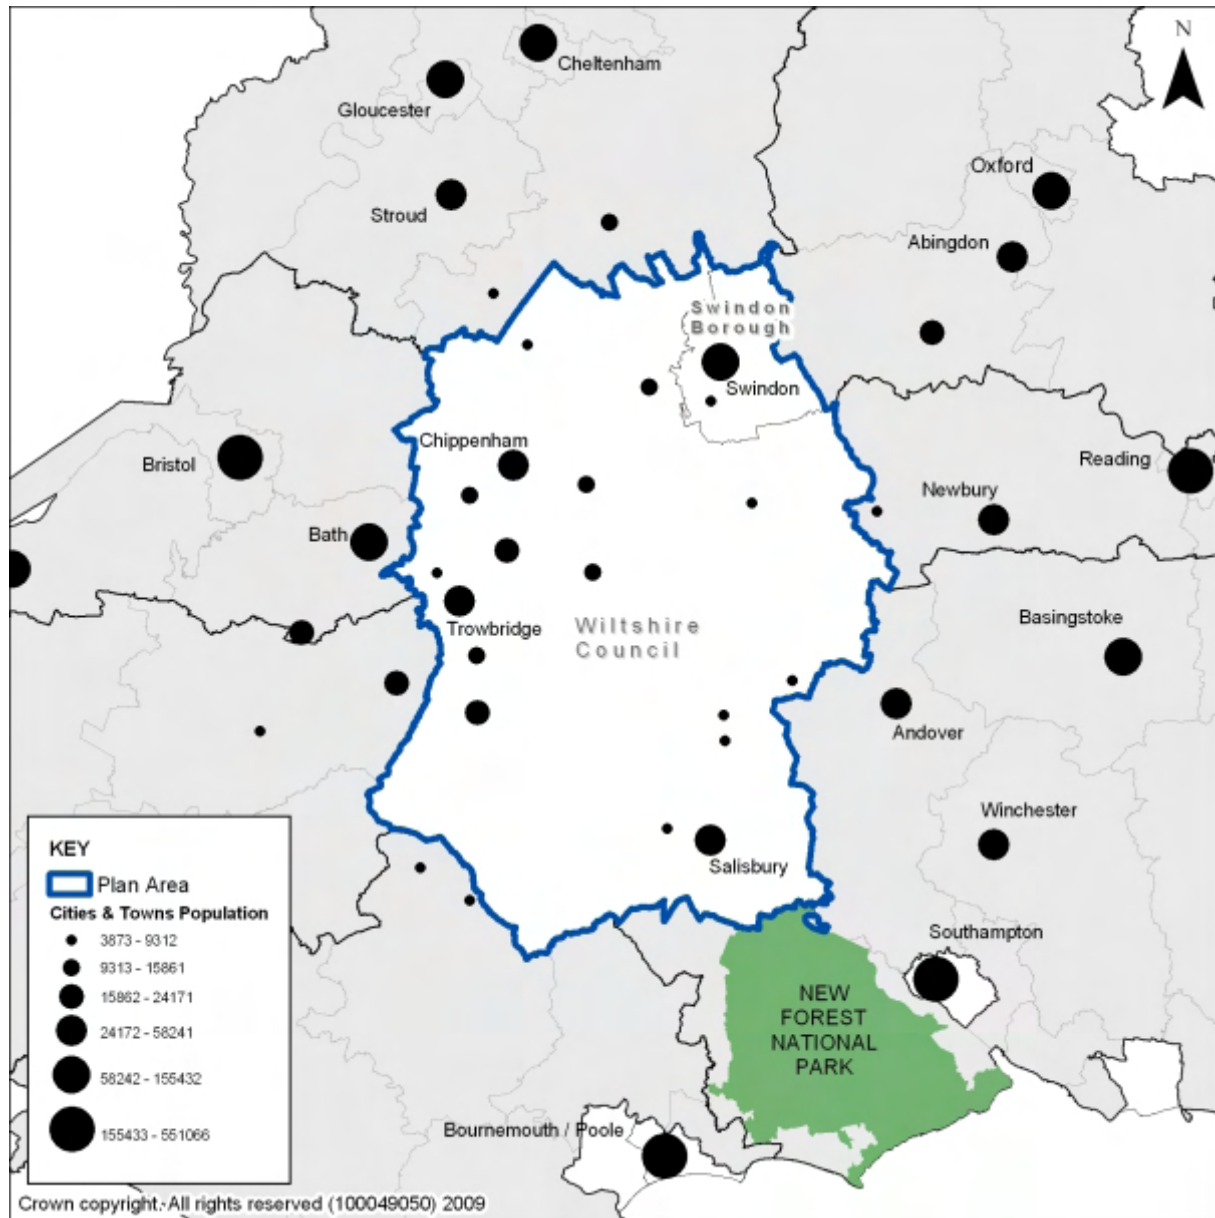 N
Cheltenham
Gloucester
Oxford
Stroud
Abingdon
Swindon
Borough
Swindon
Chippenham
Bristol
Reading
Newbury
Bath
Basingstoke
Trowbridge
Wiltshire
Council
Andover
Winchester
Salisbury
Southampton
NEW
FOREST
NATIONAL
PARK
Bournemouth / Poole
KEY
Plan Area
Cities & Towns Population
3873 - 9312
9313 - 15861
15862 - 24171
24172 - 58241
58242 - 155432
155433 - 551066
Crown copyright. All rights reserved (100049050) 2009